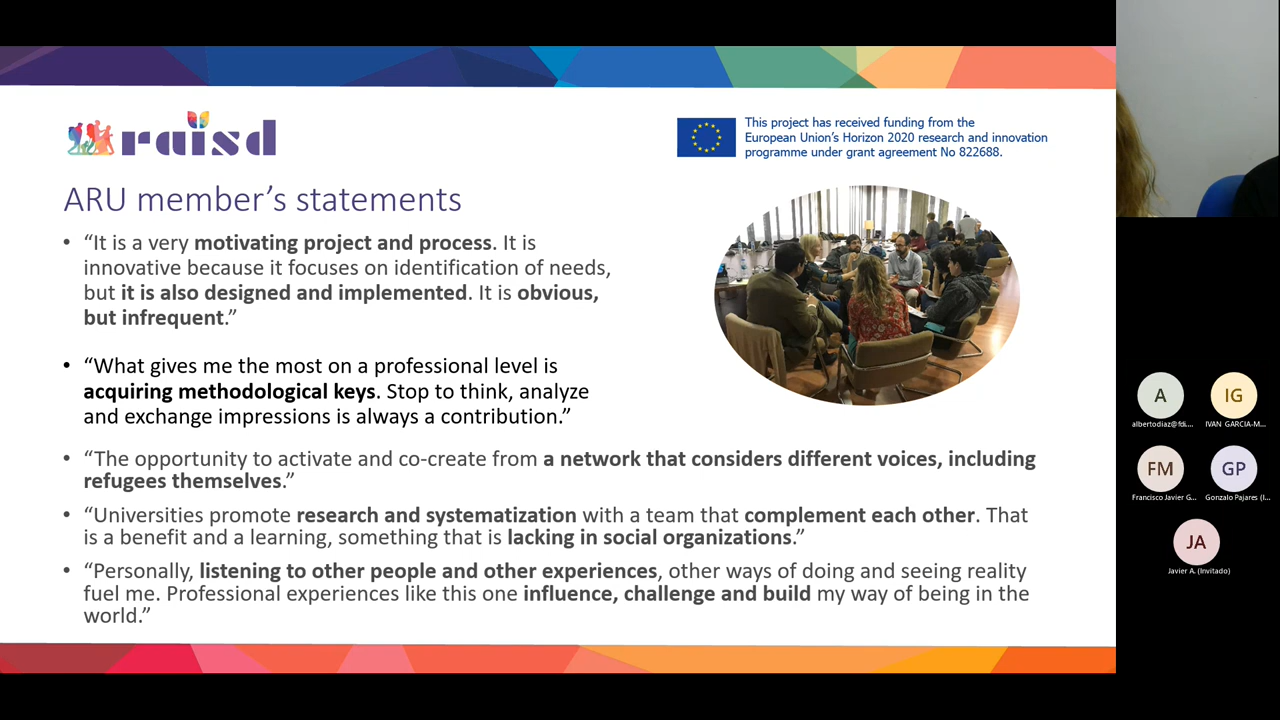 raisd
This project has received funding from the
European Union's Horizon 2020 research and innovation
programme under grant agreement No 822688.
ARU member's statements
• “It is a very motivating project and process. It is
innovative because it focuses on identification of needs,
but it is also designed and implemented. It is obvious,
but infrequent.”
• “What gives me the most on a professional level is
acquiring methodological keys. Stop to think, analyze
and exchange impressions is always a contribution.”
• “The opportunity to activate and co-create from a network that considers different voices, including
refugees themselves.”
• “Universities promote research and systematization with a team that complement each other. That
is a benefit and a learning, something that is lacking in social organizations.”
• “Personally, listening to other people and other experiences, other ways of doing and seeing reality
fuel me. Professional experiences like this one influence, challenge and build my way of being in the
world.”
A
albertodiaz@fdi....
IG
IVAN GARCIA-M...
FM
Francisco Javier G...
GP
Gonzalo Pajares (I...
JA
Javier A. (Invitado)